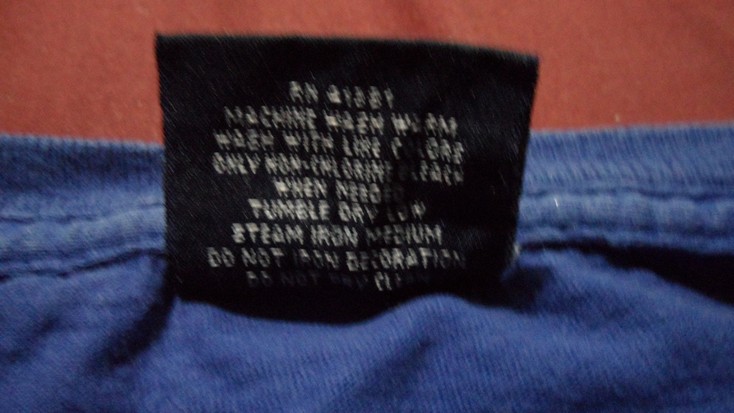 RN
MACHINE WASH WARM
WASH WITH LIKE COLORS
ONLY NON-CHLORINE BLEACH
WHEN NEEDED
TUMBLE DRY LOW
STEAM IRON MEDIUM
DO NOT IRON DECORATION
DO NOT DRY CLEAN